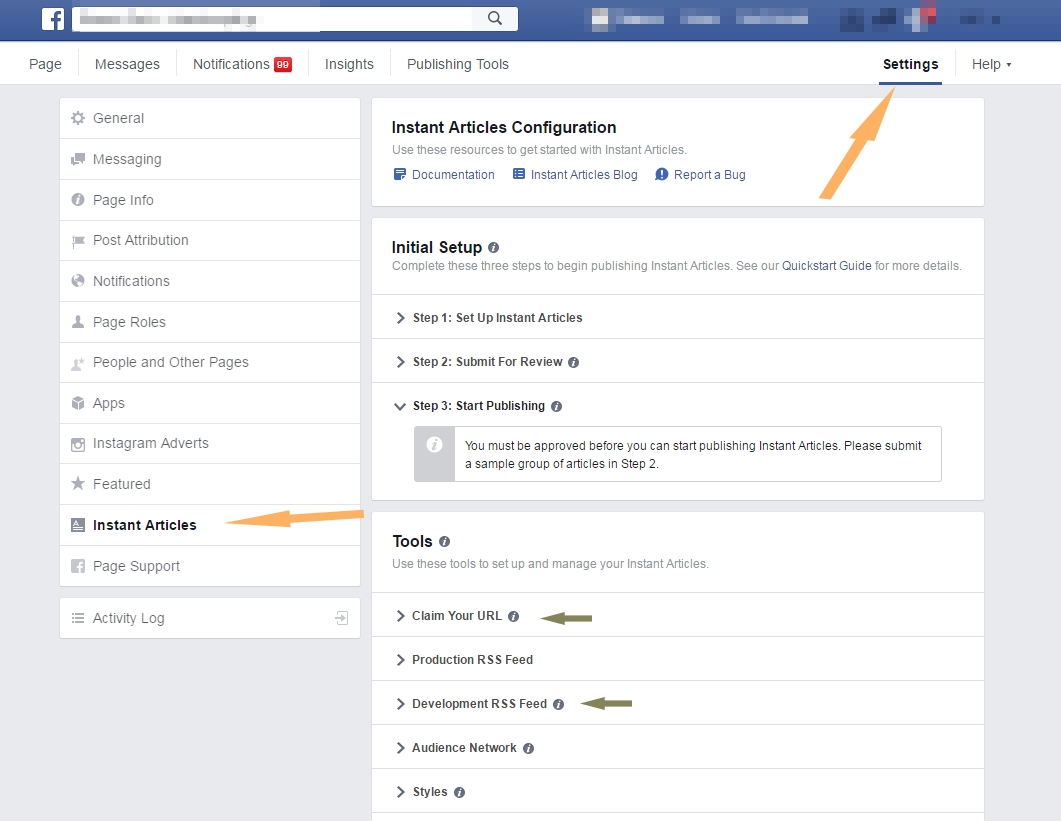 Page
Messages
Notifications 99
Insights
Publishing Tools
Settings
Help
General
Messaging
Page Info
Post Attribution
Notifications
Page Roles
People and Other Pages
Apps
Instagram Adverts
Featured
Instant Articles
Page Support
Activity Log
Instant Articles Configuration
Use these resources to get started with Instant Articles.
Documentation
Instant Articles Blog
Report a Bug
Initial Setup
Complete these three steps to begin publishing Instant Articles. See our Quickstart Guide for more details.
Step 1: Set Up Instant Articles
Step 2: Submit For Review
Step 3: Start Publishing
You must be approved before you can start publishing Instant Articles. Please submit
a sample group of articles in Step 2.
Tools
Use these tools to set up and manage your Instant Articles.
Claim Your URL
Production RSS Feed
Development RSS Feed
Audience Network
Styles